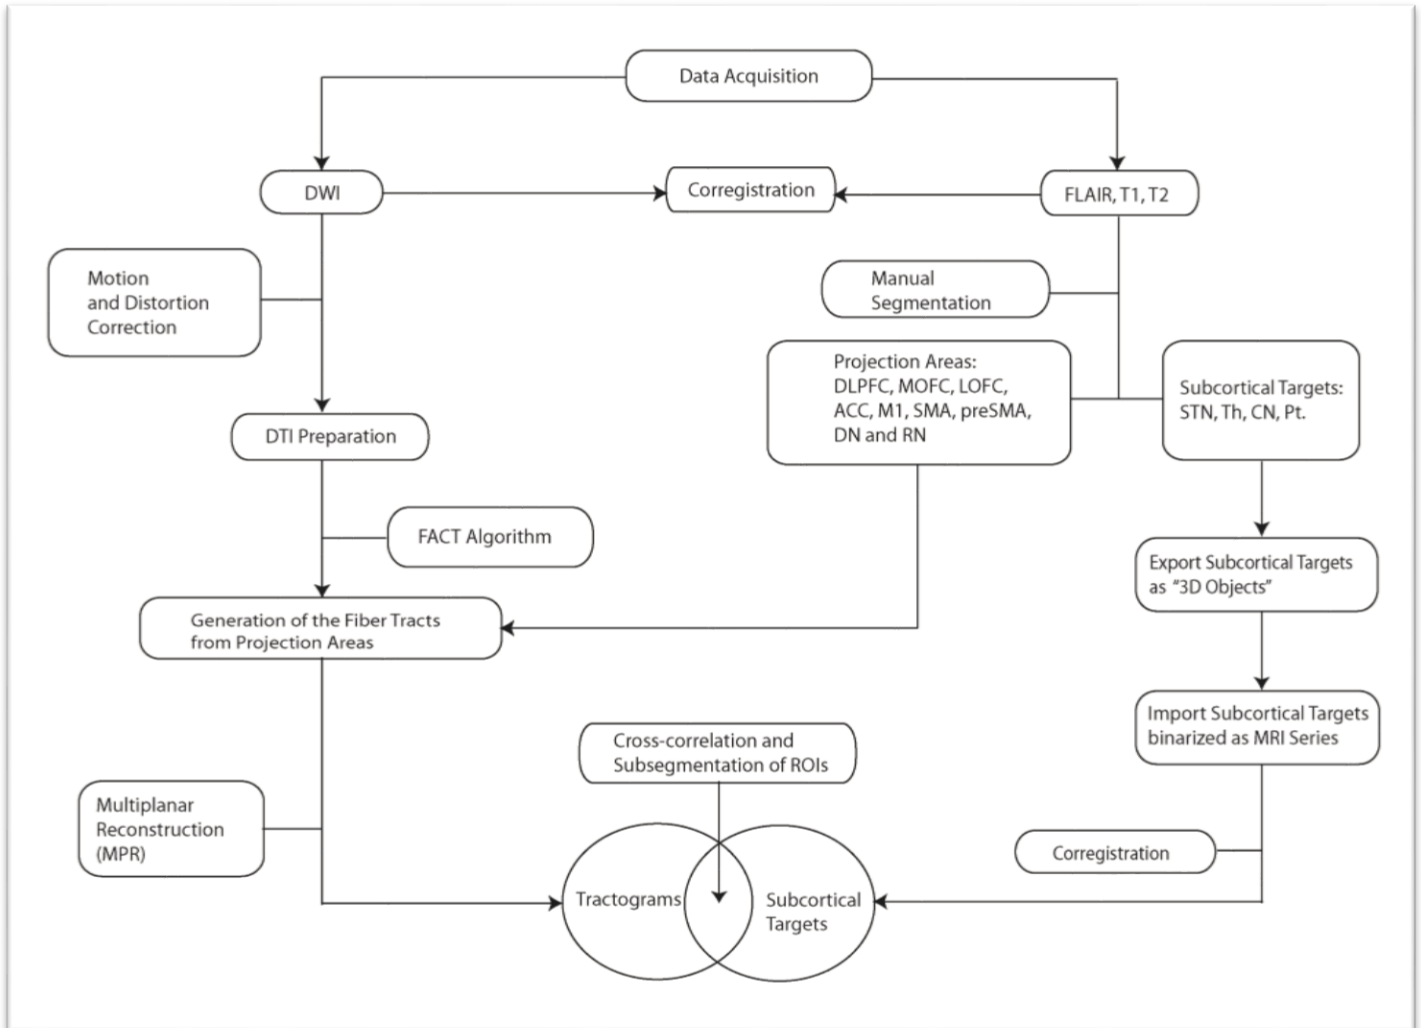 Data Acquisition
DWI
Corregistration
FLAIR, T1, T2
Motion
and Distortion
Correction
Manual
Segmentation
Projection Areas:
DLPFC, MOFC, LOFC,
ACC, M1, SMA, preSMA,
DN and RN
Subcortical Targets:
STN, Th, CN, Pt.
DTI Preparation
FACT Algorithm
Export Subcortical Targets
as “3D Objects”
Generation of the Fiber Tracts
from Projection Areas
Import Subcortical Targets
binarized as MRI Series
Cross-correlation and
Subsegmentation of ROIs
Multiplanar
Reconstruction
(MPR)
Corregistration
Tractograms
Subcortical
Targets